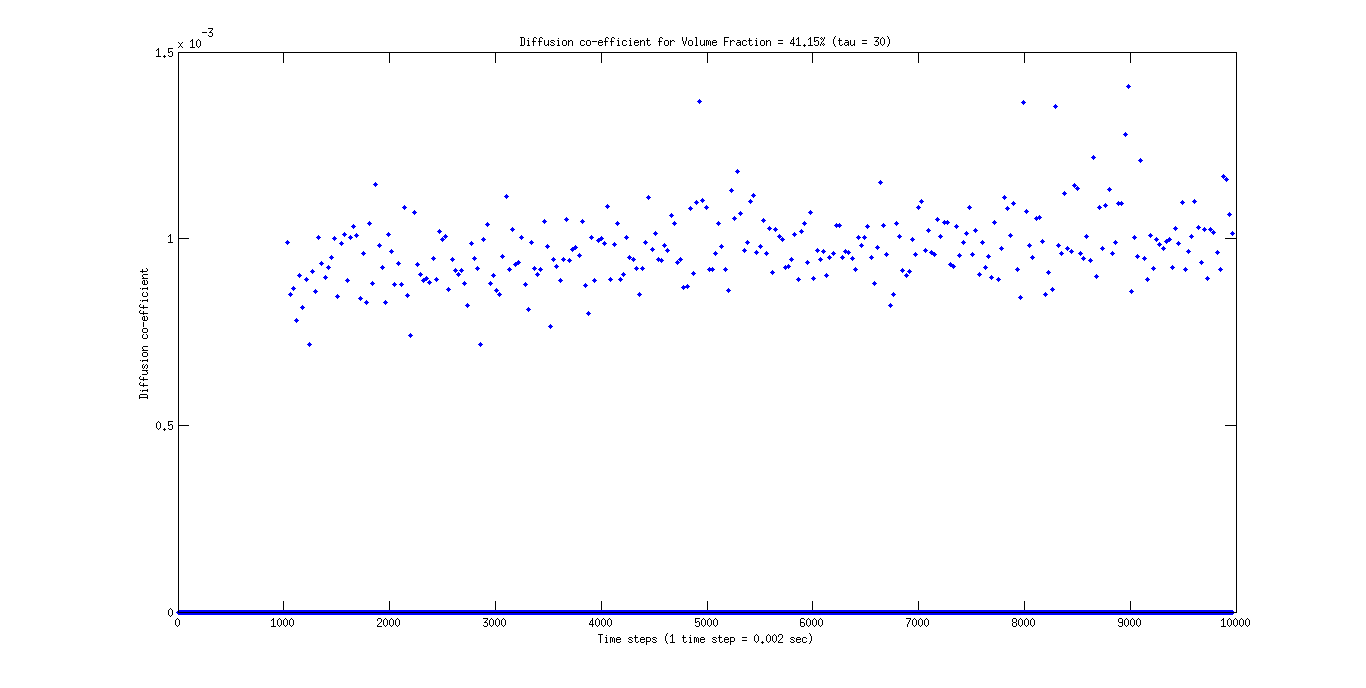 x 10^-3
Diffusion co-efficient for Volume Fraction = 41.15% (tau = 30)
1.5
1
0.5
0
Diffusion co-efficient
0 1000 2000 3000 4000 5000 6000 7000 8000 9000 10000
Time steps (1 time step = 0.002 sec)